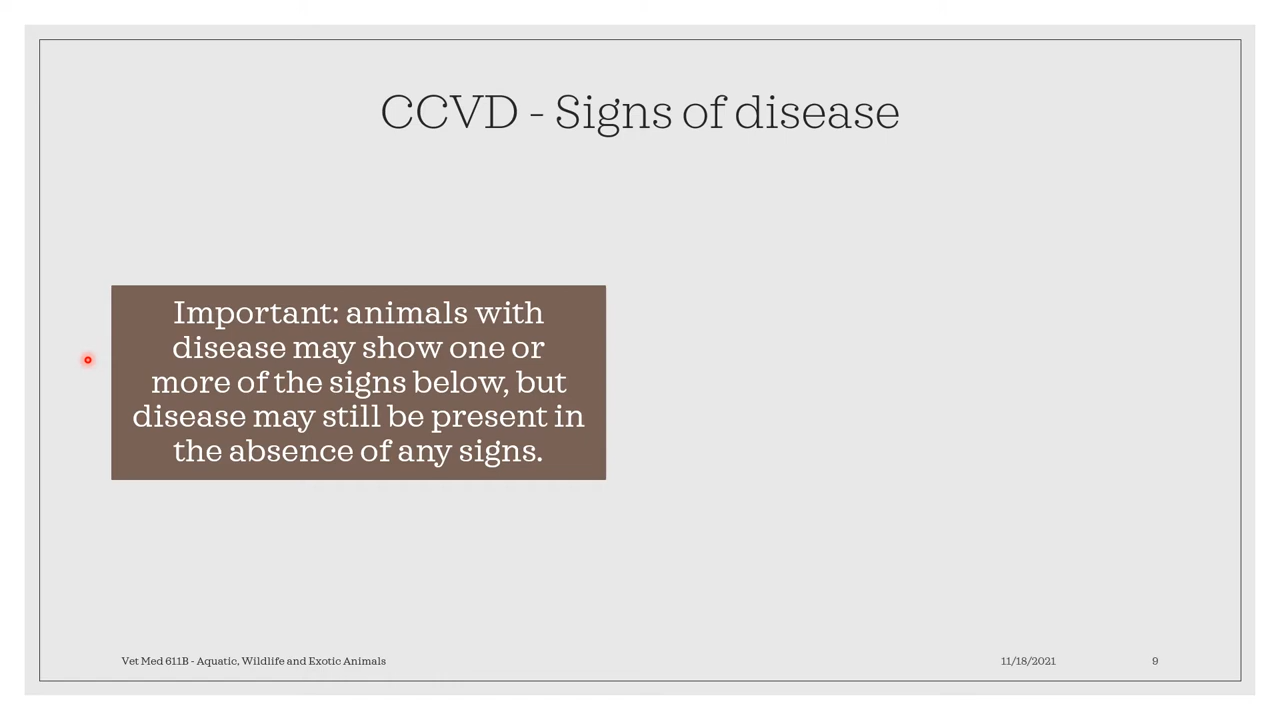 CCVD - Signs of disease
Important: animals with
disease may show one or
more of the signs below, but
disease may still be present in
the absence of any signs.
Vet Med 611B - Aquatic, Wildlife and Exotic Animals
11/18/2021
9